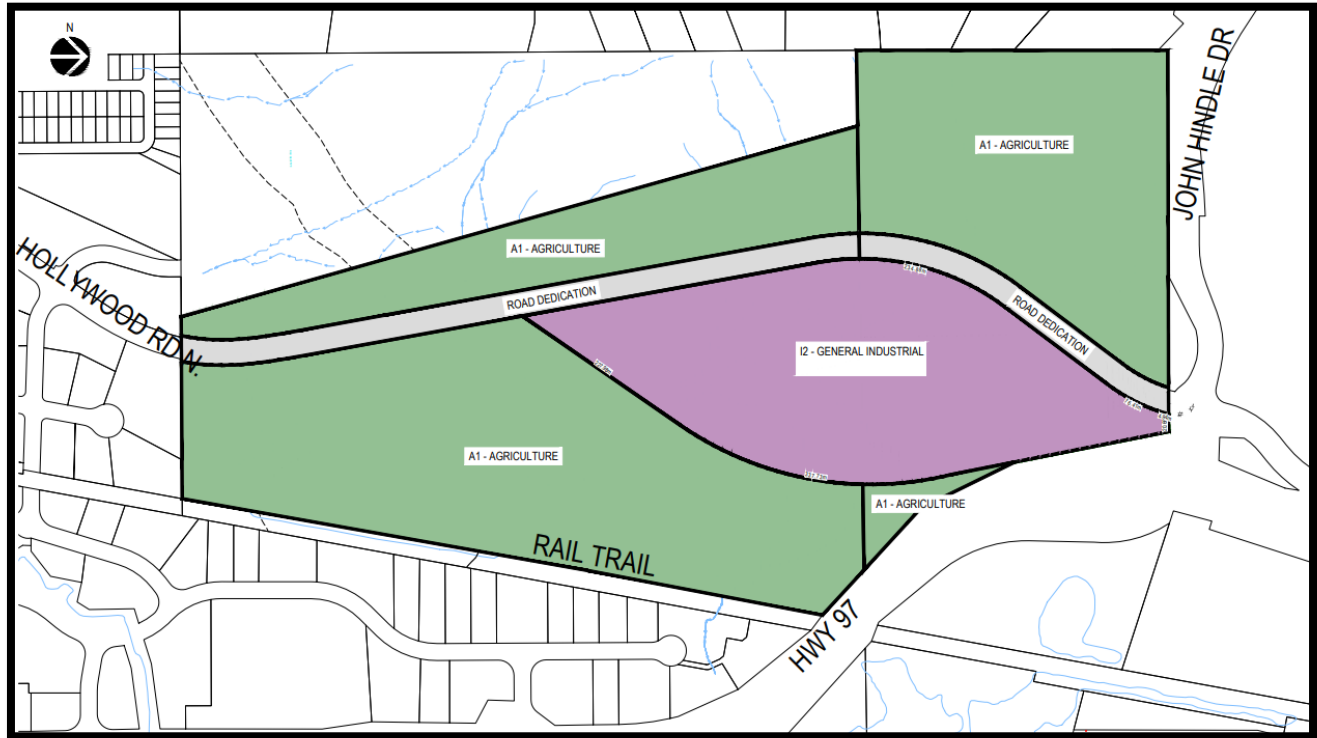 N
JOHN HINDLE DR
A1 - AGRICULTURE
A1 - AGRICULTURE
HOLLYWOOD RD N.
ROAD DEDICATION
ROAD DEDICATION
I2 - GENERAL INDUSTRIAL
A1 - AGRICULTURE
A1 - AGRICULTURE
RAIL TRAIL
HWY 97